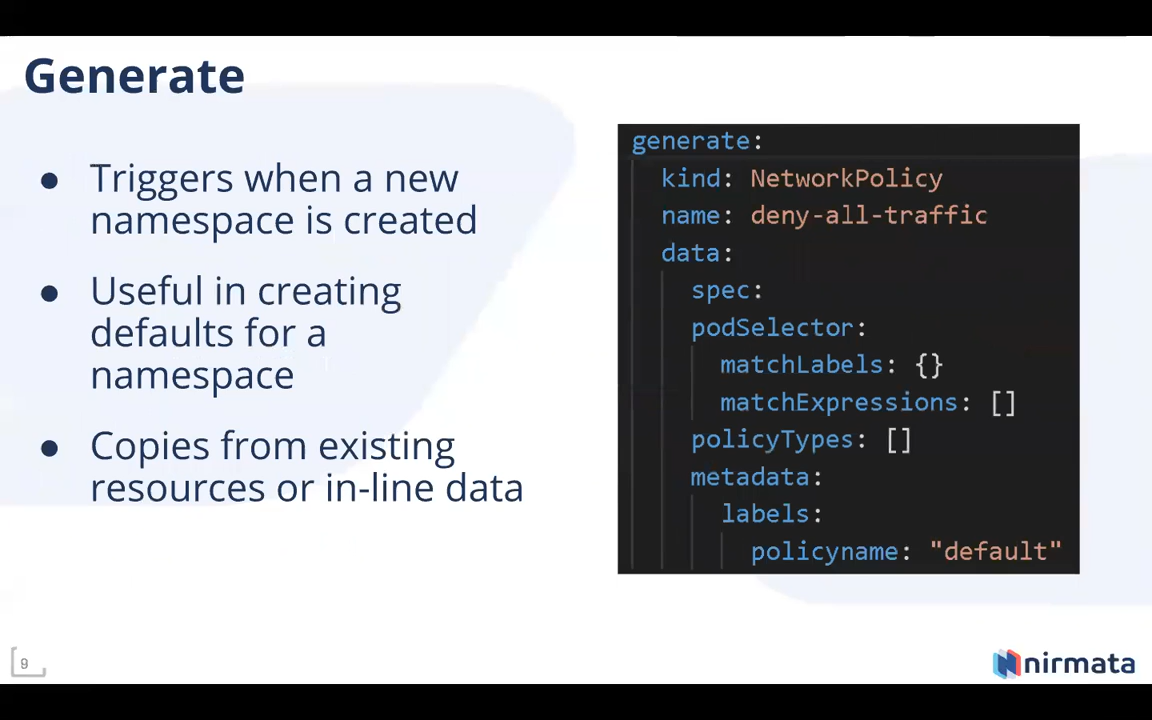 Generate
● Triggers when a new
namespace is created
● Useful in creating
defaults for a
namespace
● Copies from existing
resources or in-line data
generate:
  kind: NetworkPolicy
  name: deny-all-traffic
  data:
    spec:
    podSelector:
      matchLabels: {}
      matchExpressions: []
    policyTypes: []
    metadata:
      labels:
        policyname: "default"
9
nirmata